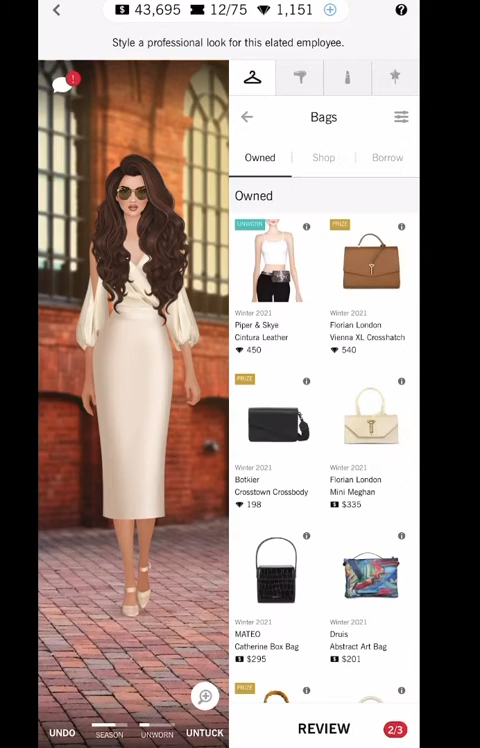 43,695 12/75 1,151
Style a professional look for this elated employee.
Bags
Owned Shop Borrow
Owned
UNWORN
PRIZE
Winter 2021
Piper & Skye
Cintura Leather
450
Winter 2021
Florian London
Vienna XL Crosshatch
540
PRIZE
Winter 2021
Botkier
Crosstown Crossbody
198
Winter 2021
Florian London
Mini Meghan
$335
Winter 2021
MATEO
Catherine Box Bag
$295
Winter 2021
Druis
Abstract Art Bag
$201
PRIZE
UNDO
SEASON
UNWORN
UNTUCK
REVIEW
2/3